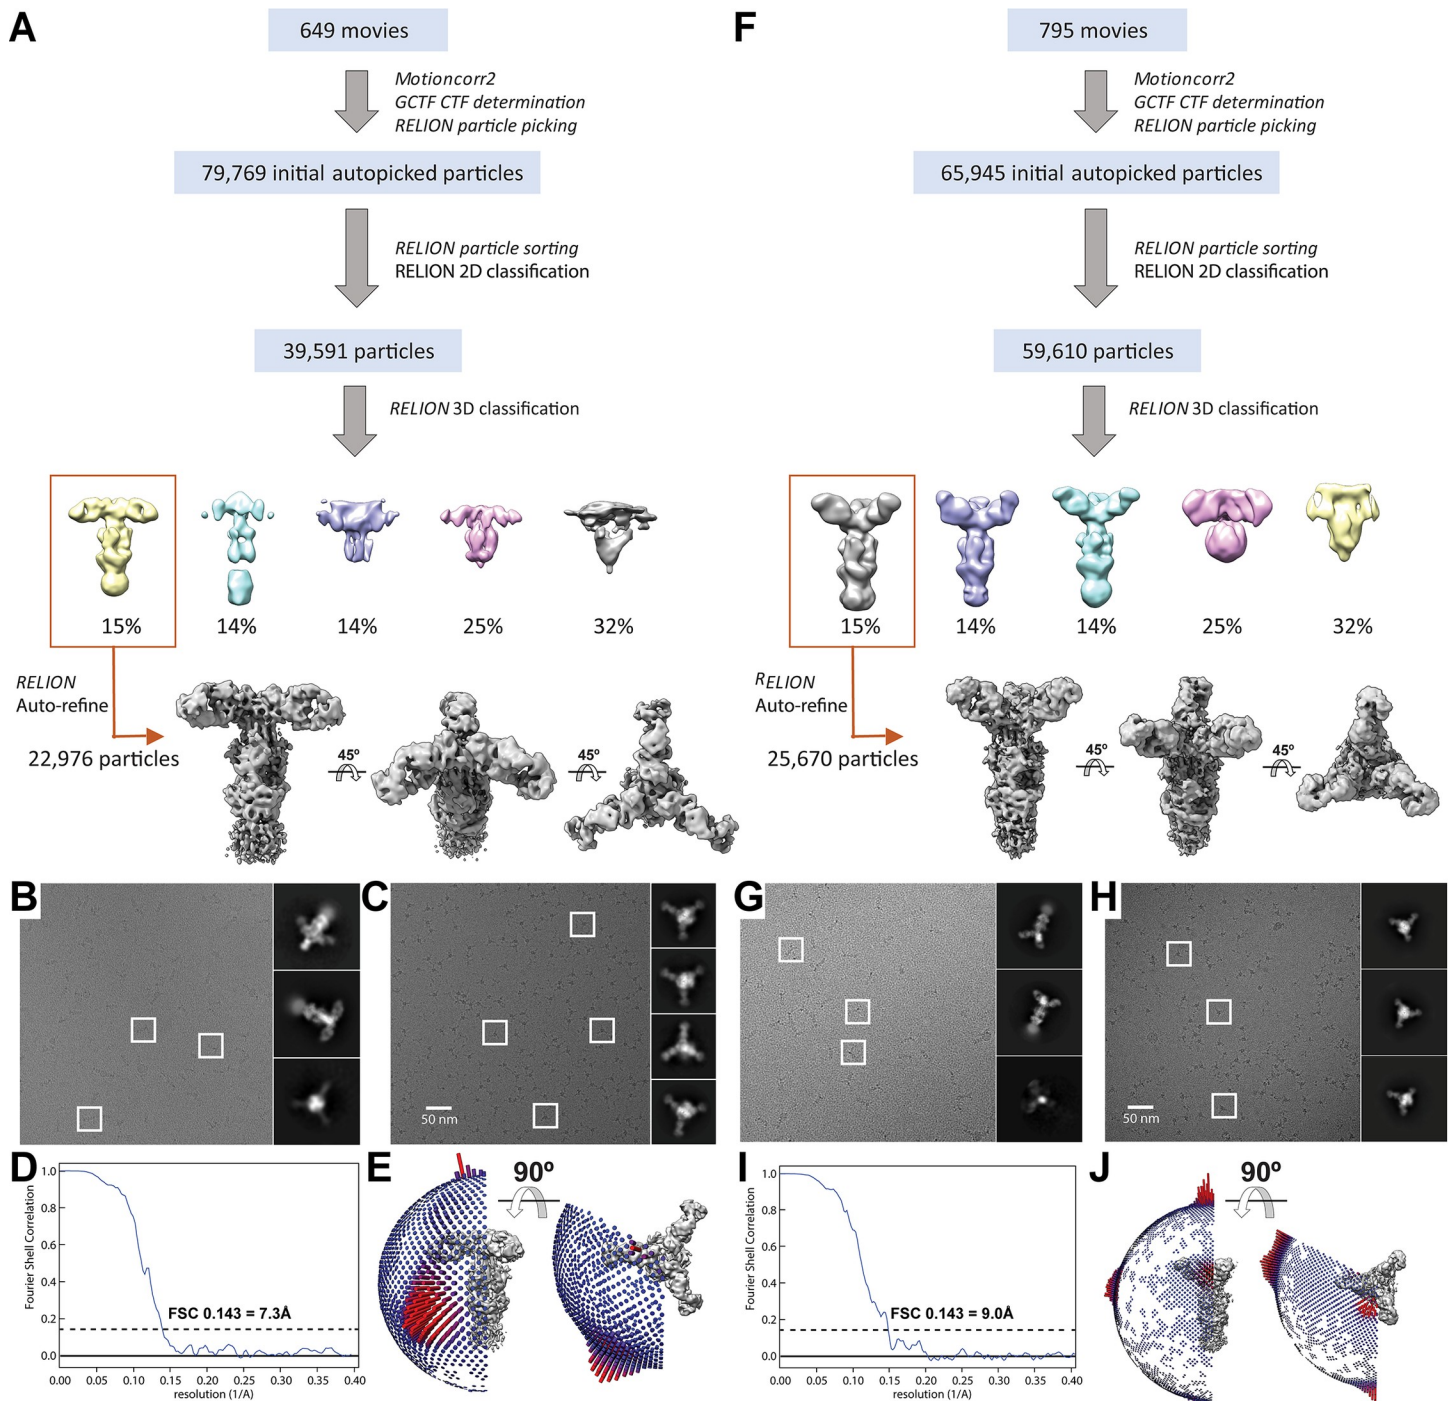 A
649 movies
Motioncorr2
GCTF CTF determination
RELION particle picking
79,769 initial autopicked particles
RELION particle sorting
RELION 2D classification
39,591 particles
RELION 3D classification
15%
14%
14%
25%
32%
RELION
Auto-refine
22,976 particles
45º
45º
F
795 movies
Motioncorr2
GCTF CTF determination
RELION particle picking
65,945 initial autopicked particles
RELION particle sorting
RELION 2D classification
59,610 particles
RELION 3D classification
15%
14%
14%
25%
32%
RELION
Auto-refine
25,670 particles
45º
45º
B
C
50 nm
G
H
50 nm
D
Fourier Shell Correlation
1.0
0.8
0.6
0.4
0.2
0.0
FSC 0.143 = 7.3Å
0.00 0.05 0.10 0.15 0.20 0.25 0.30 0.35 0.40
resolution (1/A)
E
90º
I
Fourier Shell Correlation
1.0
0.8
0.6
0.4
0.2
0.0
FSC 0.143 = 9.0Å
0.00 0.05 0.10 0.15 0.20 0.25 0.30 0.35 0.40
resolution (1/A)
J
90º